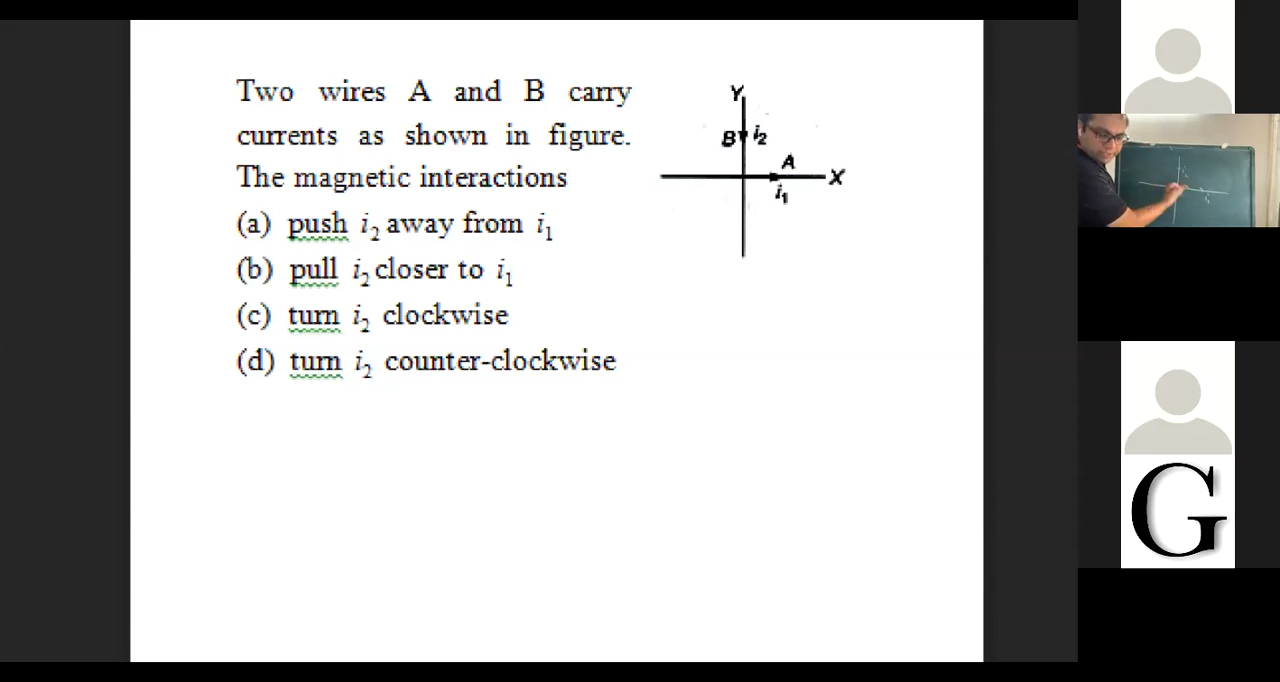 Two wires A and B carry
currents as shown in figure.
The magnetic interactions
(a) push i₂ away from i₁
(b) pull i₂ closer to i₁
(c) turn i₂ clockwise
(d) turn i₂ counter-clockwise
Y
B i₂
A
X
i₁
G